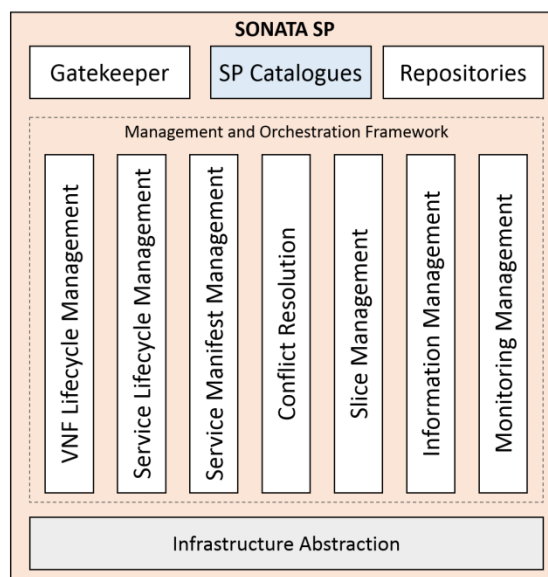 SONATA SP
Gatekeeper
SP Catalogues
Repositories
Management and Orchestration Framework
VNF Lifecycle Management
Service Lifecycle Management
Service Manifest Management
Conflict Resolution
Slice Management
Information Management
Monitoring Management
Infrastructure Abstraction